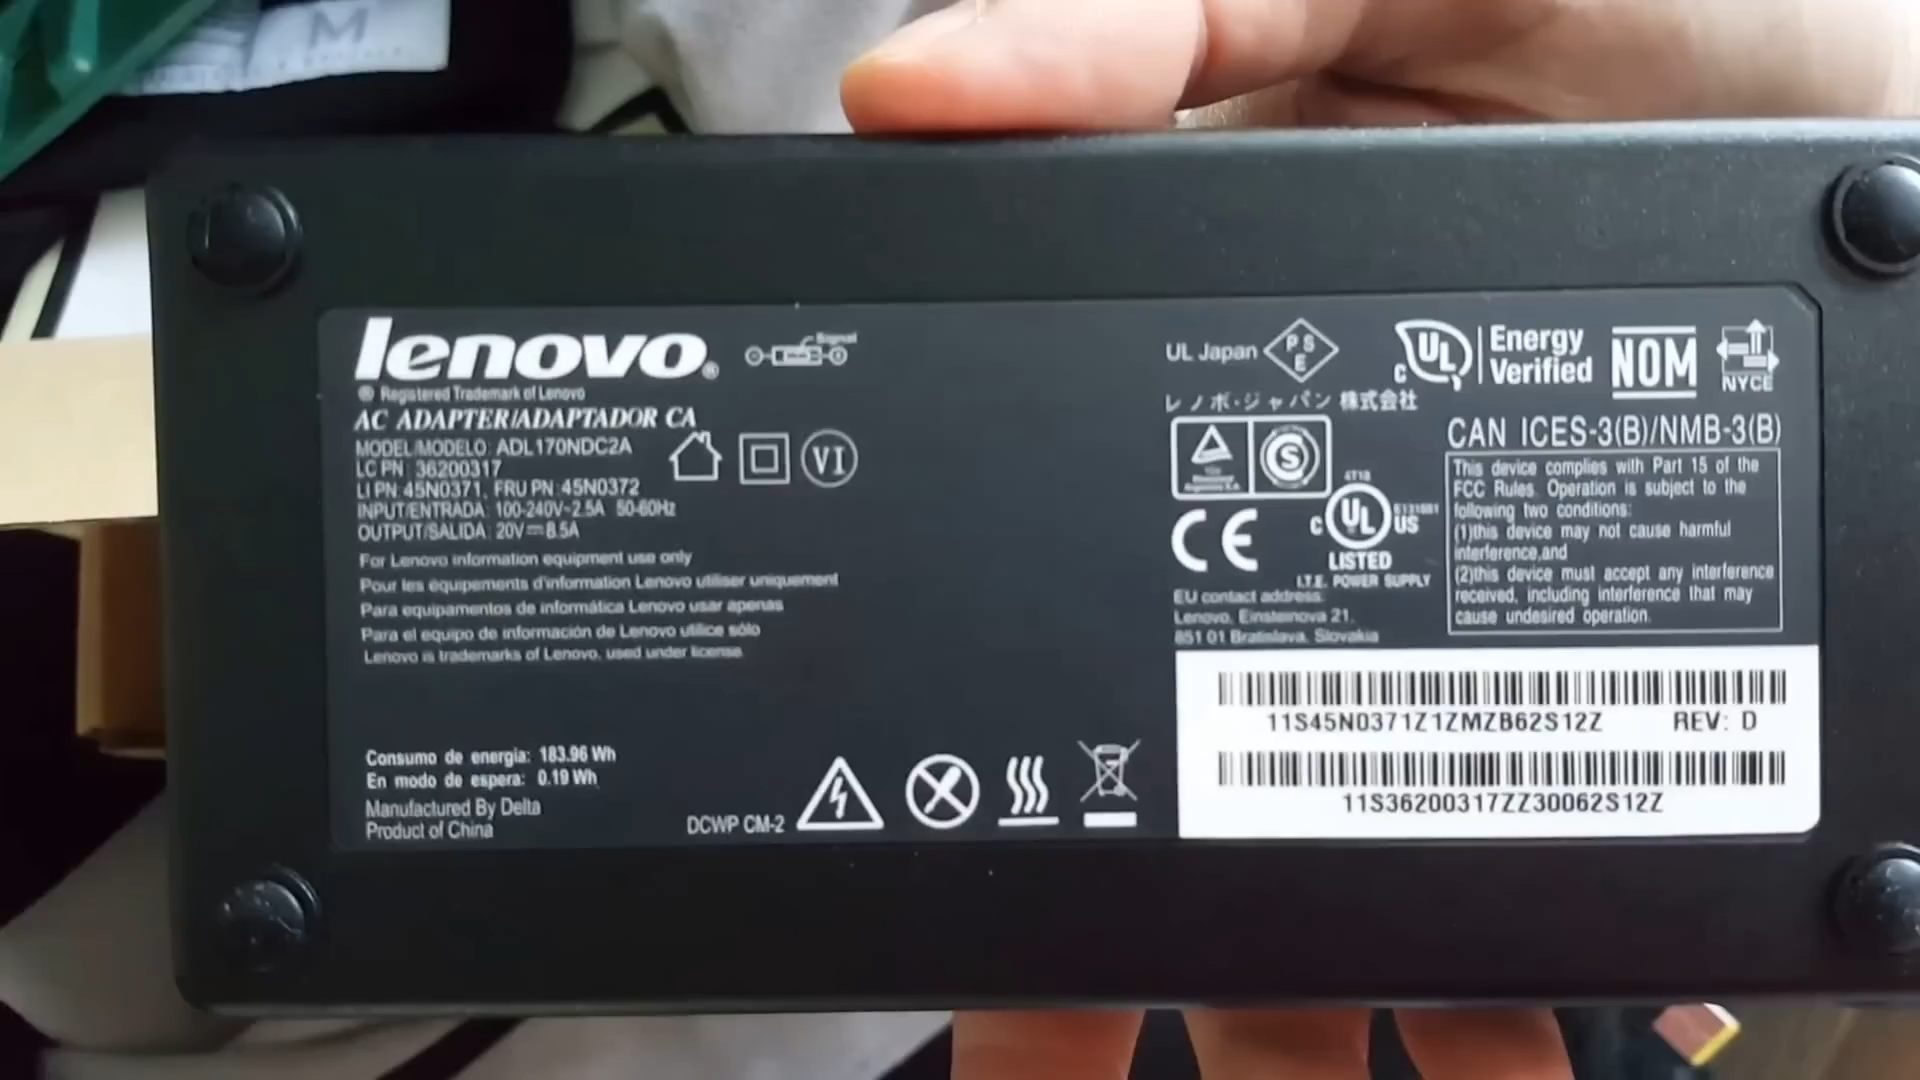 M
lenovo®
Signal
® Registered Trademark of Lenovo
AC ADAPTER/ADAPTADOR CA
MODEL/MODELO: ADL170NDC2A
LC PN: 36200317
LI PN:45N0371, FRU PN:45N0372
INPUT/ENTRADA: 100-240V~2.5A 50-60Hz
OUTPUT/SALIDA: 20V⎓8.5A
VI
For Lenovo information equipment use only
Pour les équipements d'information Lenovo utiliser uniquement
Para equipamentos de informática Lenovo usar apenas
Para el equipo de información de Lenovo utilice sólo
Lenovo is trademarks of Lenovo, used under license.
Consumo de energia: 183.96 Wh
En modo de espera: 0.19 Wh
Manufactured By Delta
Product of China
DCWP CM-2
UL Japan
PS
E
レノボ・ジャパン 株式会社
c UL Energy
Verified
NOM
NYCE
CAN ICES-3(B)/NMB-3(B)
S
CE
4T18
c UL US
LISTED
I.T.E. POWER SUPPLY
EU contact address:
Lenovo, Einsteinova 21,
851 01 Bratislava, Slovakia
This device complies with Part 15 of the
FCC Rules. Operation is subject to the
following two conditions:
(1)this device may not cause harmful
interference,and
(2)this device must accept any interference
received, including interference that may
cause undesired operation.
11S45N0371Z1ZMZB62S12Z REV: D
11S36200317ZZ30062S12Z